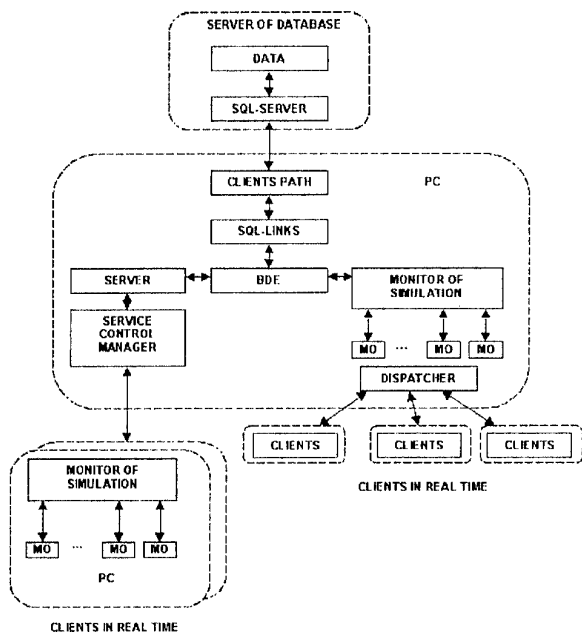 SERVER OF DATABASE
DATA
SQL-SERVER
CLIENTS PATH
PC
SQL-LINKS
SERVER
BDE
MONITOR OF
SIMULATION
SERVICE
CONTROL
MANAGER
MO ... MO MO
DISPATCHER
CLIENTS
CLIENTS
CLIENTS
CLIENTS IN REAL TIME
MONITOR OF
SIMULATION
MO ... MO MO
PC
CLIENTS IN REAL TIME